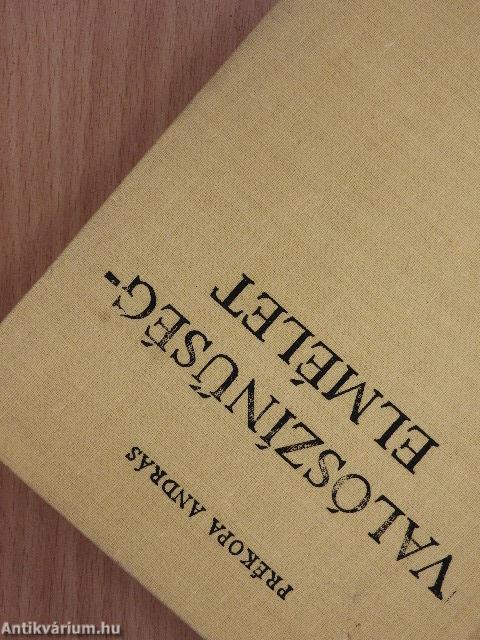 PRÉKOPA ANDRÁS
VALÓSZÍNŰSÉG-
ELMÉLET
Antikvárium.hu